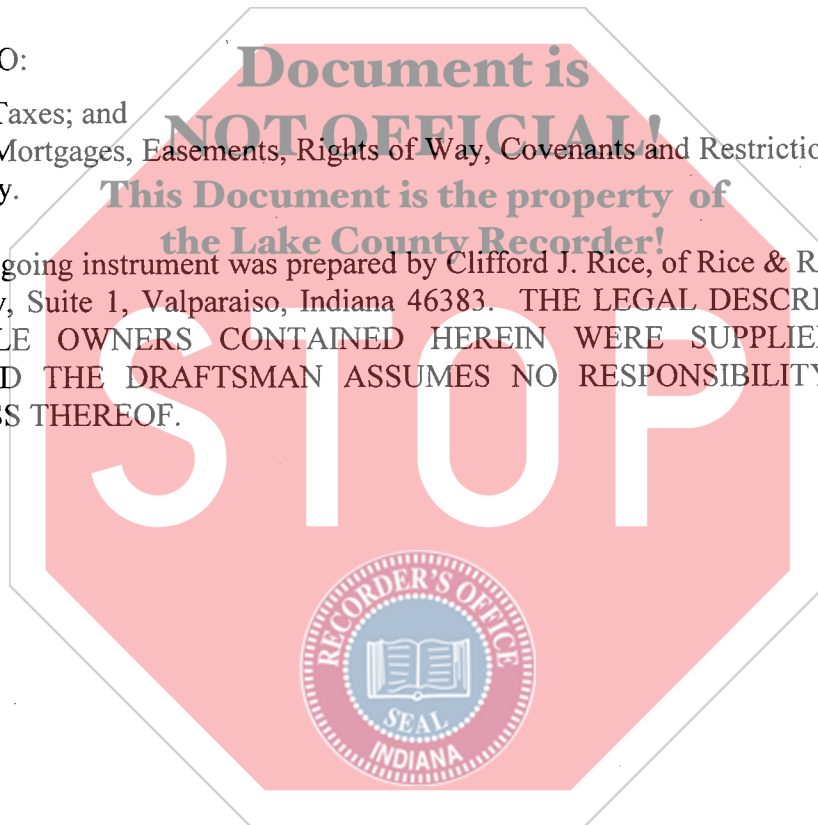 O:
Document is
Taxes; and
NOT OFFICIAL!
Mortgages, Easements, Rights of Way, Covenants and Restrictio
y.
This Document is the property of
the Lake County Recorder!
going instrument was prepared by Clifford J. Rice, of Rice & R
y, Suite 1, Valparaiso, Indiana 46383. THE LEGAL DESCRI
LE OWNERS CONTAINED HEREIN WERE SUPPLIE
D THE DRAFTSMAN ASSUMES NO RESPONSIBILITY
SS THEREOF.
STOP
RECORDER'S OFFICE
SEAL
INDIANA